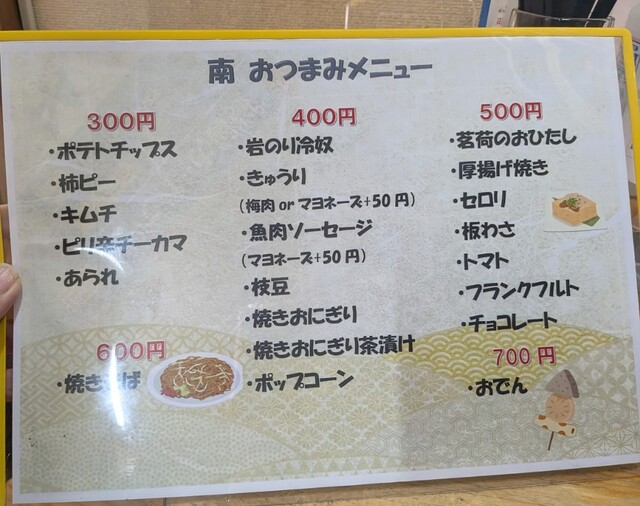 南 おつまみメニュー
300円
・ポテトチップス
・柿ピー
・キムチ
・ピリ辛チーカマ
・あられ
400円
・岩のり冷奴
・きゅうり
(梅肉 or マヨネーズ+50円)
・魚肉ソーセージ
(マヨネーズ+50円)
・枝豆
・焼きおにぎり
・焼きおにぎり茶漬け
・ポップコーン
500円
・茗荷のおひたし
・厚揚げ焼き
・セロリ
・板わさ
・トマト
・フランクフルト
・チョコレート
600円
・焼きそば
700円
・おでん